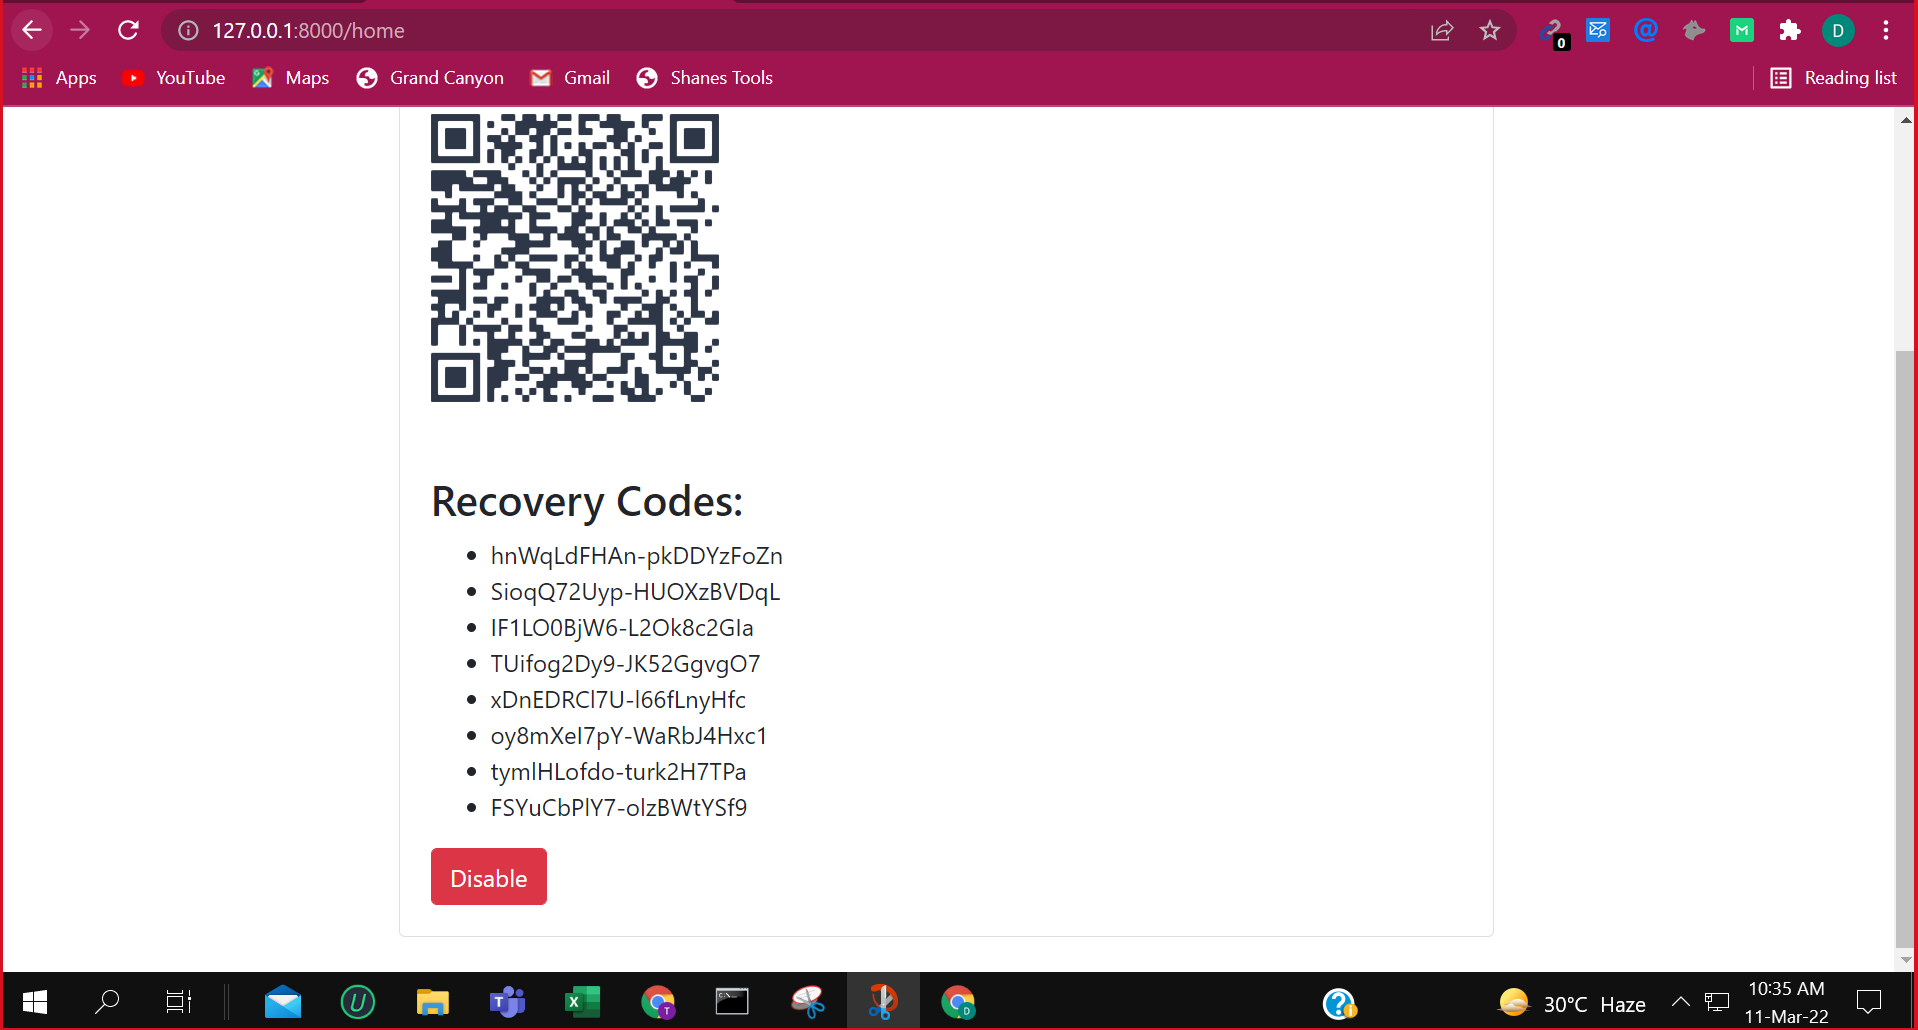 127.0.0.1:8000/home
0
M
D
Apps
YouTube
Maps
Grand Canyon
Gmail
Shanes Tools
Reading list
Recovery Codes:
hnWqLdFHAn-pkDDYzFoZn
SioqQ72Uyp-HUOXzBVDqL
IF1LO0BjW6-L2Ok8c2GIa
TUifog2Dy9-JK52GgvgO7
xDnEDRCl7U-l66fLnyHfc
oy8mXeI7pY-WaRbJ4Hxc1
tymlHLofdo-turk2H7TPa
FSYuCbPlY7-olzBWtYSf9
Disable
30°C Haze
10:35 AM
11-Mar-22